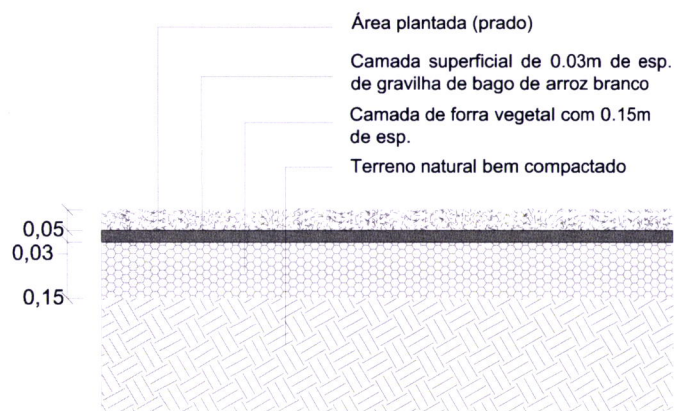 Área plantada (prado)
Camada superficial de 0.03m de esp.
de gravilha de bago de arroz branco
Camada de forra vegetal com 0.15m
de esp.
Terreno natural bem compactado
0,05
0,03
0,15